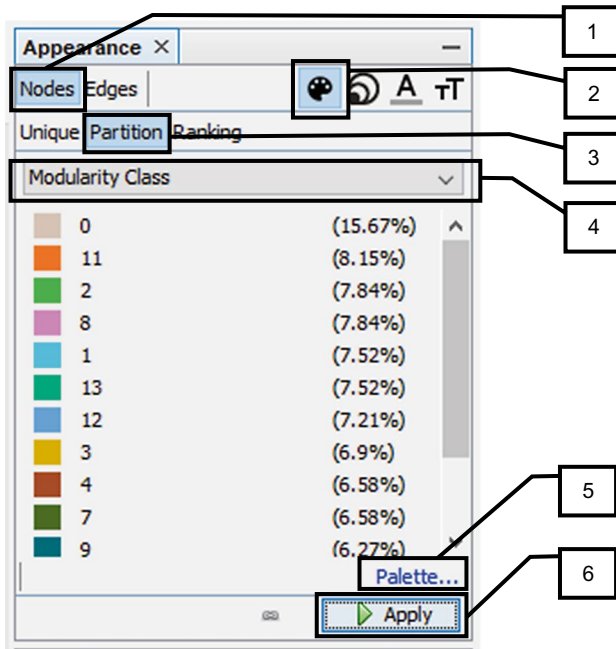 1
Appearance ×
2
Nodes Edges A TT
Unique Partition Ranking
3
Modularity Class
4
0 (15.67%)
11 (8.15%)
2 (7.84%)
8 (7.84%)
1 (7.52%)
13 (7.52%)
12 (7.21%)
3 (6.9%)
4 (6.58%)
5
7 (6.58%)
9 (6.27%)
Palette...
6
Apply